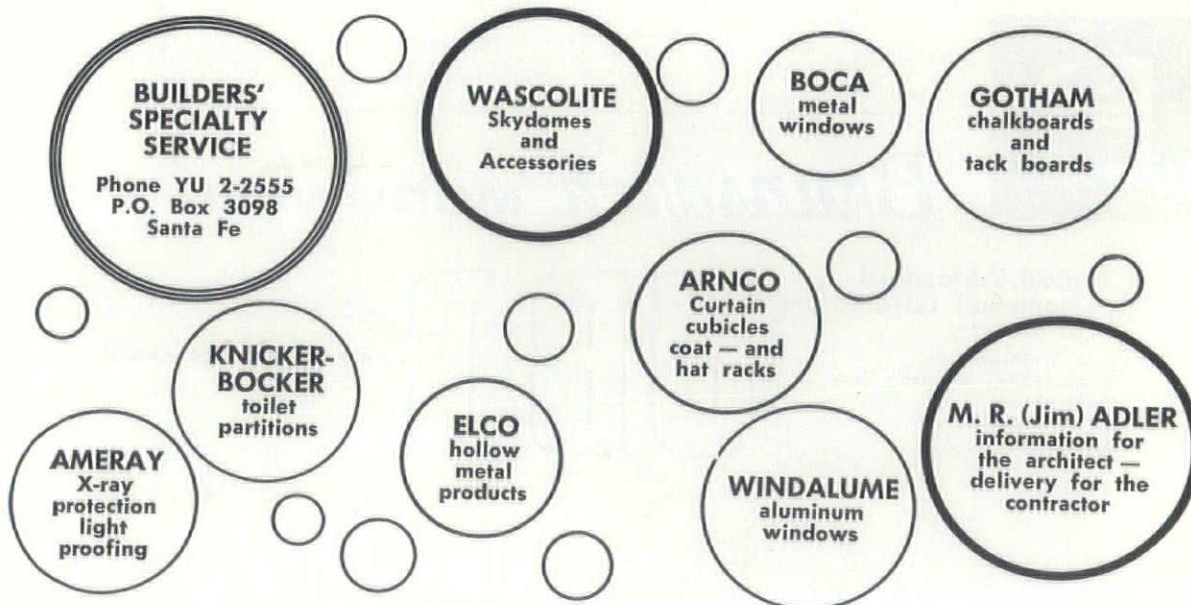 BUILDERS'
SPECIALTY
SERVICE
Phone YU 2-2555
P.O. Box 3098
Santa Fe
WASCOLITE
Skydomes
and
Accessories
BOCA
metal
windows
GOTHAM
chalkboards
and
tack boards
ARNCO
Curtain
cubicles
coat — and
hat racks
KNICKER-
BOCKER
toilet
partitions
ELCO
hollow
metal
products
M. R. (Jim) ADLER
information for
the architect —
delivery for the
contractor
AMERAY
X-ray
protection
light
proofing
WINDALUME
aluminum
windows